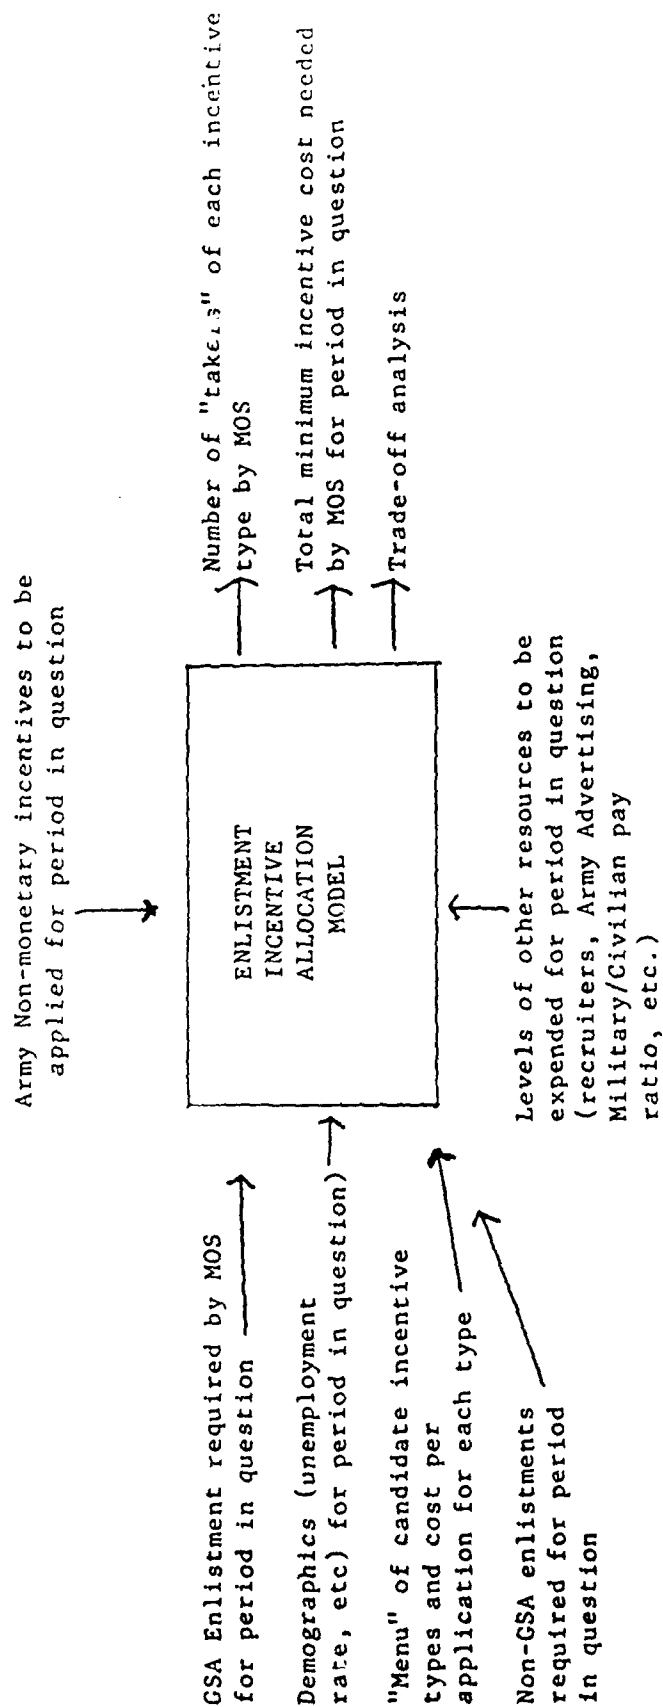 Army Non-monetary incentives to be
applied for period in question
GSA Enlistment required by MOS
for period in question
Demographics (unemployment
rate, etc) for period in question)
"Menu" of candidate incentive
types and cost per
application for each type
Non-GSA enlistments
required for period
in question
ENLISTMENT
INCENTIVE
ALLOCATION
MODEL
Levels of other resources to be
expended for period in question
(recruiters, Army Advertising,
Military/Civilian pay
ratio, etc.)
Number of "takers" of each incentive
type by MOS
Total minimum incentive cost needed
by MOS for period in question
Trade-off analysis